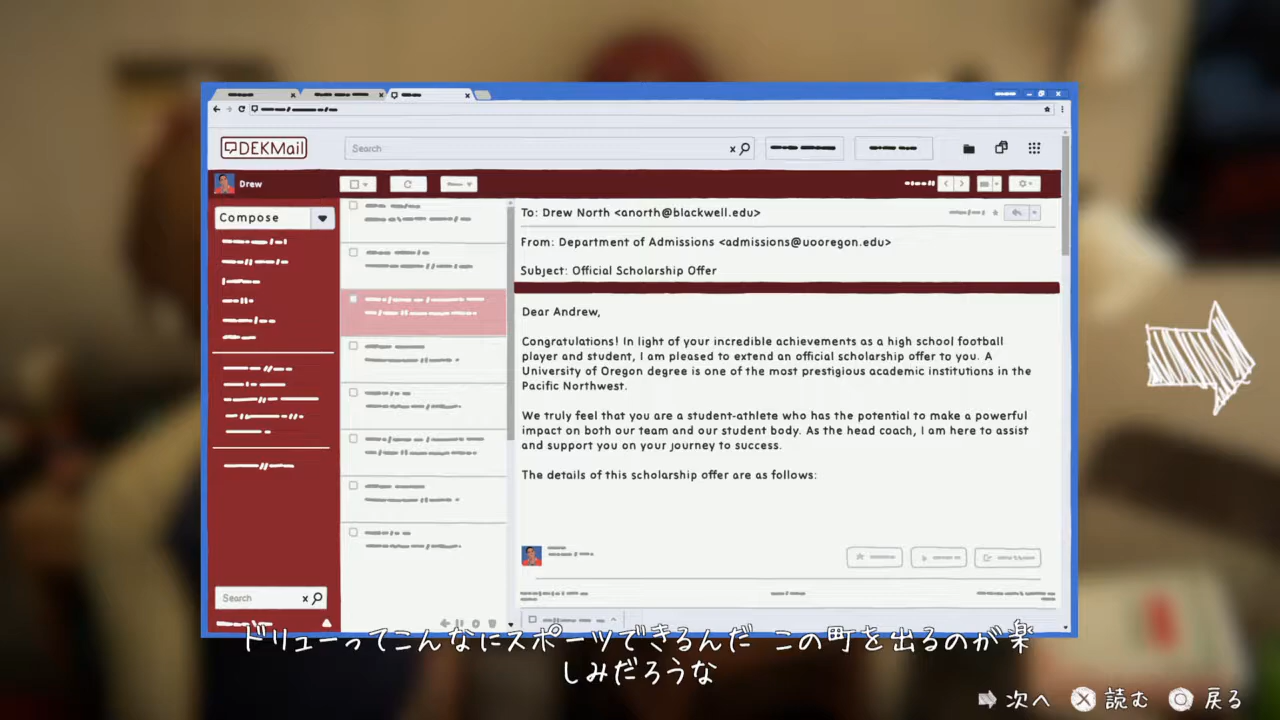 DEKMail
Search
Drew
Compose
To: Drew North <anorth@blackwell.edu>
From: Department of Admissions <admissions@uooregon.edu>
Subject: Official Scholarship Offer
Dear Andrew,
Congratulations! In light of your incredible achievements as a high school football
player and student, I am pleased to extend an official scholarship offer to you. A
University of Oregon degree is one of the most prestigious academic institutions in the
Pacific Northwest.
We truly feel that you are a student-athlete who has the potential to make a powerful
impact on both our team and our student body. As the head coach, I am here to assist
and support you on your journey to success.
The details of this scholarship offer are as follows:
Search
ドリューってこんなにスポーツできるんだ この町を出るのが楽
しみだろうな
次へ 読む 戻る